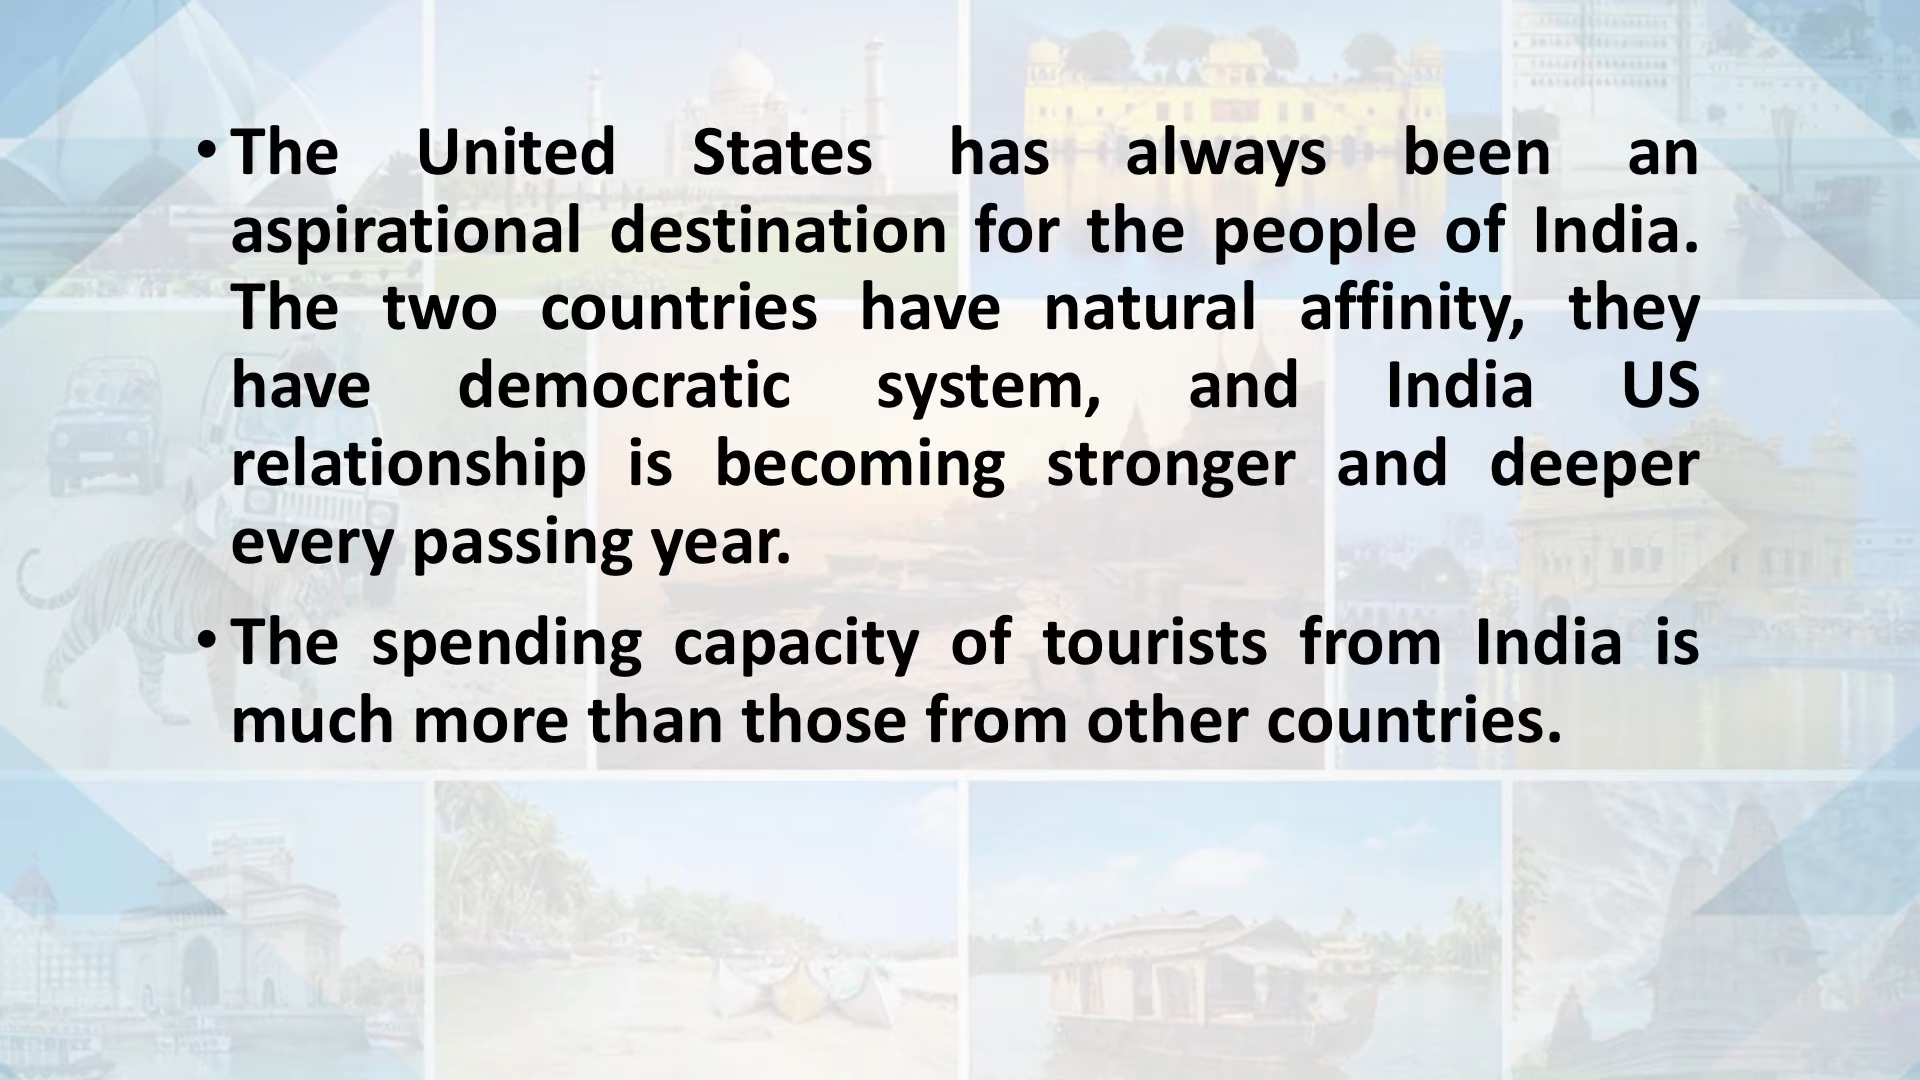 • The United States has always been an
aspirational destination for the people of India.
The two countries have natural affinity, they
have democratic system, and India US
relationship is becoming stronger and deeper
every passing year.
• The spending capacity of tourists from India is
much more than those from other countries.